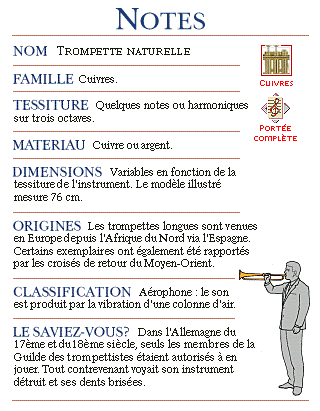 NOTES
NOM TROMPETTE NATURELLE
FAMILLE Cuivres.
CUIVRES
TESSITURE Quelques notes ou harmoniques
sur trois octaves.
PORTÉE
COMPLÈTE
MATERIAU Cuivre ou argent.
DIMENSIONS Variables en fonction de la
tessiture de l'instrument. Le modèle illustré
mesure 76 cm.
ORIGINES Les trompettes longues sont venues
en Europe depuis l'Afrique du Nord via l'Espagne.
Certains exemplaires ont également été rapportés
par les croisés de retour du Moyen-Orient.
CLASSIFICATION Aérophone : le son
est produit par la vibration d'une colonne d'air.
LE SAVIEZ-VOUS? Dans l'Allemagne du
17ème et du18ème siècle, seuls les membres de la
Guilde des trompettistes étaient autorisés à en
jouer. Tout contrevenant voyait son instrument
détruit et ses dents brisées.